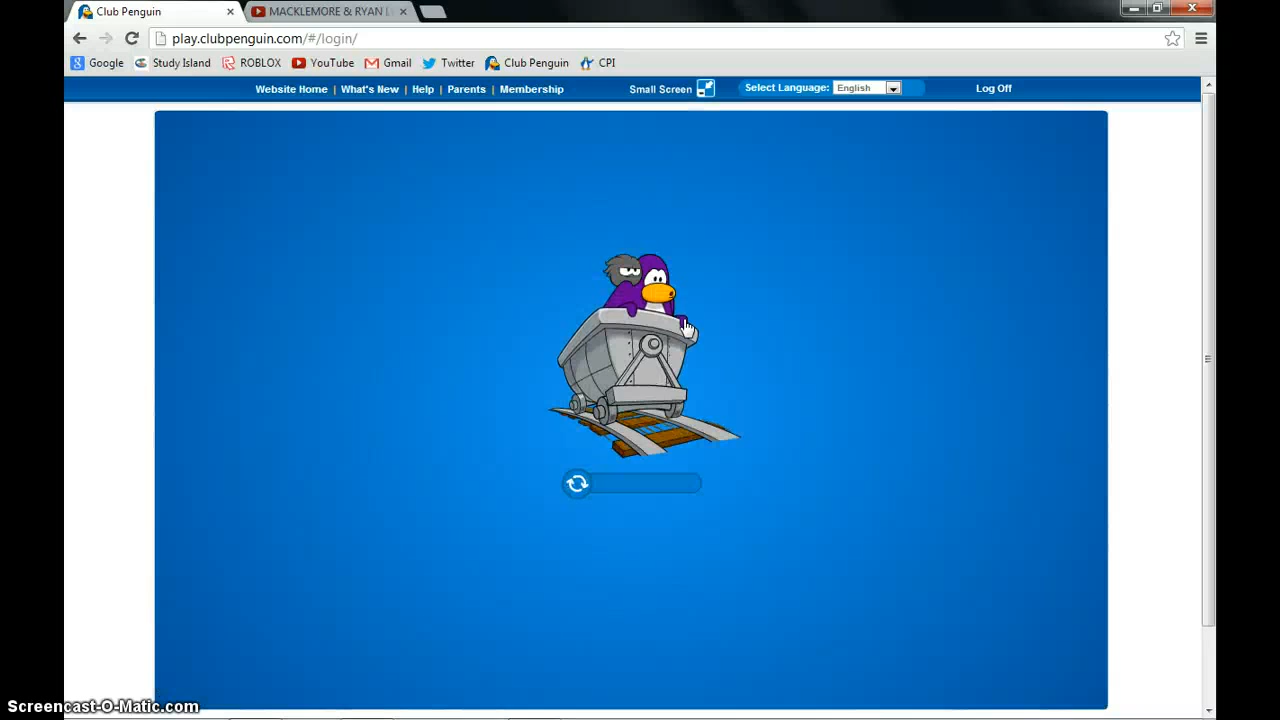 Club Penguin
MACKLEMORE & RYAN L
play.clubpenguin.com/#/login/
Google Study Island ROBLOX YouTube Gmail Twitter Club Penguin CPI
Website Home | What's New | Help | Parents | Membership Small Screen Select Language: English Log Off
Screencast-O-Matic.com